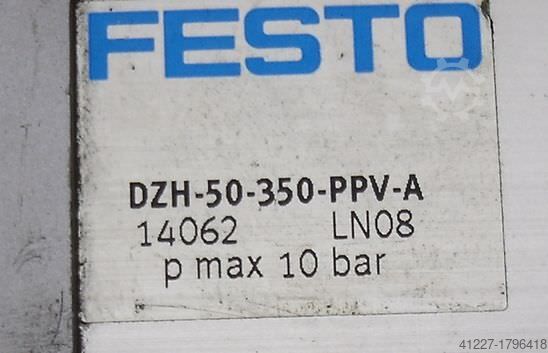 FESTO
DZH-50-350-PPV-A
14062 LN08
p max 10 bar
41227-1796418